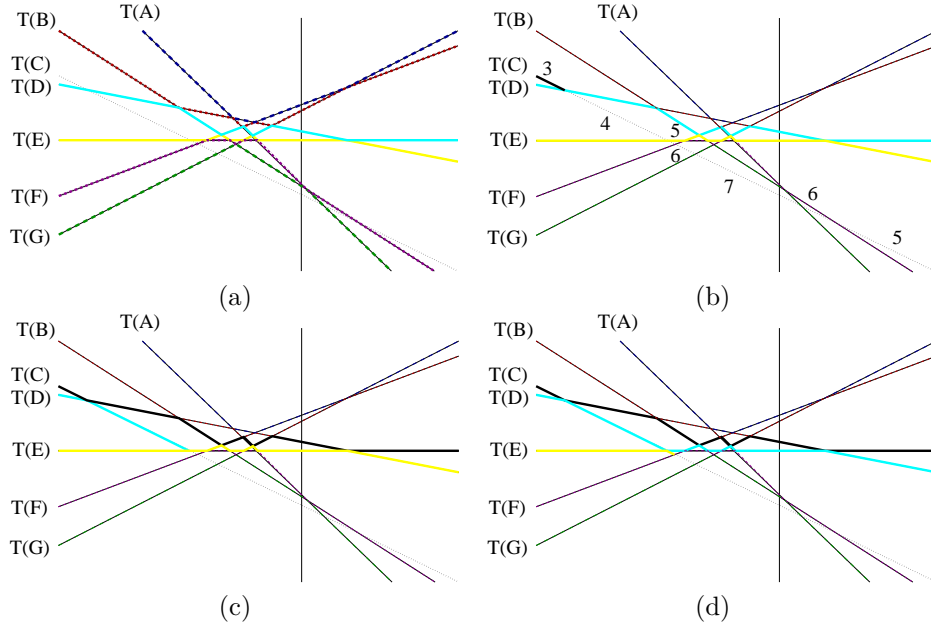 T(A)
T(B)
T(C)
T(D)
T(E)
T(F)
T(G)
(a)
T(A)
T(B)
T(C)
3
T(D)
4
5
T(E)
6
7
T(F)
6
T(G)
5
(b)
T(A)
T(B)
T(C)
T(D)
T(E)
T(F)
T(G)
(c)
T(A)
T(B)
T(C)
T(D)
T(E)
T(F)
T(G)
(d)